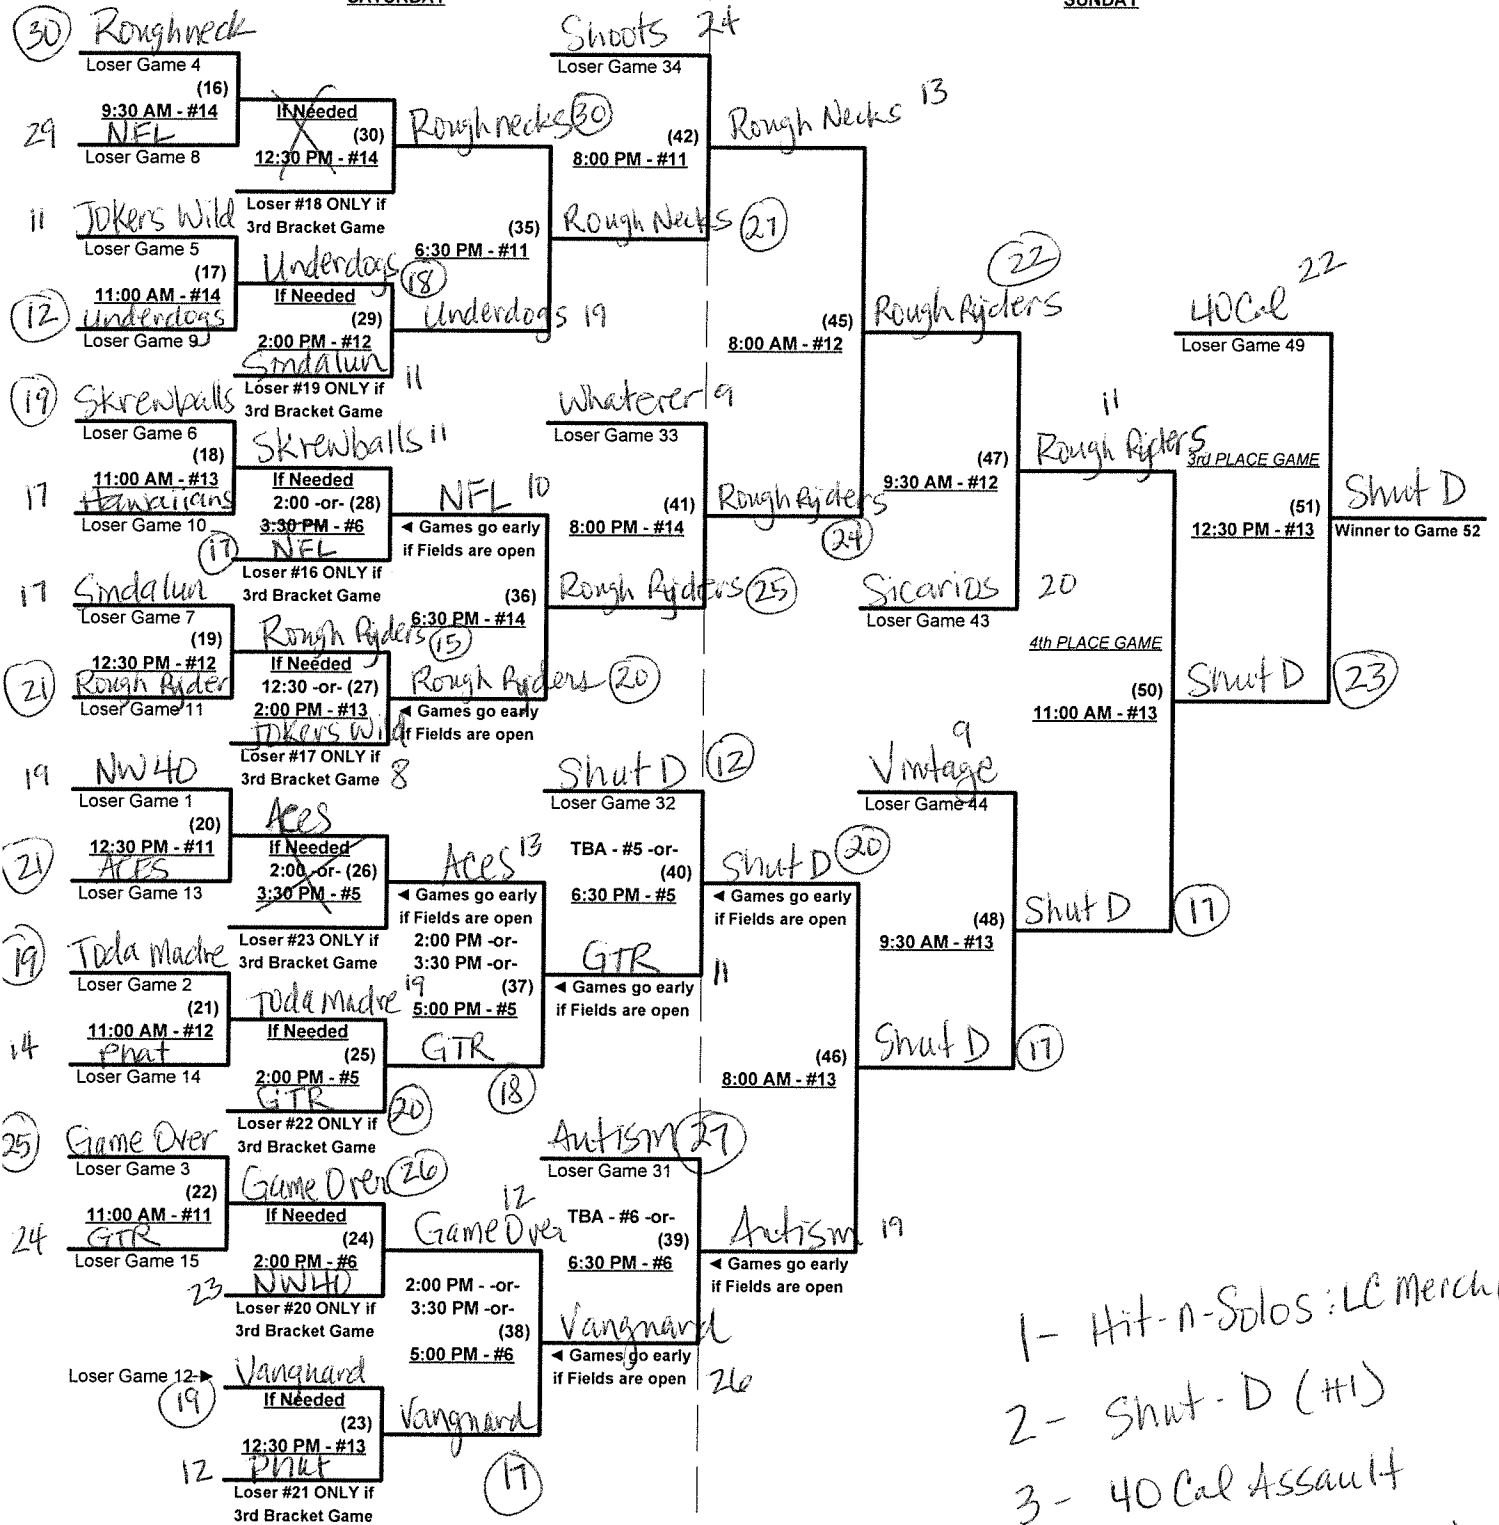 SATURDAY
SUNDAY
30 Roughneck
Loser Game 4
(16)
9:30 AM - #14
29 NFL
Loser Game 8
If Needed
(30)
12:30 PM - #14
Loser #18 ONLY if
3rd Bracket Game
11 Jokers Wild
Loser Game 5
(17)
11:00 AM - #14
12 Underdogs
Loser Game 9
Underdogs 18
If Needed
(29)
2:00 PM - #12
Sindalun 11
Loser #19 ONLY if
3rd Bracket Game
19 Skrewballs
Loser Game 6
(18)
11:00 AM - #13
17 Hawaiians
Loser Game 10
Skrewballs 11
If Needed
2:00 -or- (28)
3:30 PM - #6
17 NFL
Loser #16 ONLY if
3rd Bracket Game
17 Sindalun
Loser Game 7
(19)
12:30 PM - #12
21 Rough Ryder
Loser Game 11
Rough Ryders 15
If Needed
12:30 -or- (27)
2:00 PM - #13
Jokers Wild
Loser #17 ONLY if
3rd Bracket Game 8
19 NW40
Loser Game 1
(20)
12:30 PM - #11
21 ACES
Loser Game 13
Aces
If Needed
2:00 -or- (26)
3:30 PM - #5
Loser #23 ONLY if
3rd Bracket Game
19 Toda Madre
Loser Game 2
(21)
11:00 AM - #12
14 Phat
Loser Game 14
Toda Madre 19
If Needed
(25)
2:00 PM - #5
GTR 20
Loser #22 ONLY if
3rd Bracket Game
25 Game Over
Loser Game 3
(22)
11:00 AM - #11
24 GTR
Loser Game 15
Game Over 26
If Needed
(24)
2:00 PM - #6
23 NW40
Loser #20 ONLY if
3rd Bracket Game
Loser Game 12 ► Vanguard
19
If Needed
(23)
12:30 PM - #13
12 Phat
Loser #21 ONLY if
3rd Bracket Game
Roughnecks 30
(35)
6:30 PM - #11
Underdogs 19
NFL 10
◄ Games go early
if Fields are open
(36)
6:30 PM - #14
Rough Ryders 20
◄ Games go early
if Fields are open
Aces 13
◄ Games go early
if Fields are open
2:00 PM -or-
3:30 PM -or-
(37)
5:00 PM - #5
GTR
18
Game Over 12
2:00 PM - -or-
3:30 PM -or-
(38)
5:00 PM - #6
Vanguard
17
Shoots 24
Loser Game 34
(42)
8:00 PM - #11
Rough Necks 27
Whaterer 9
Loser Game 33
(41)
8:00 PM - #14
Rough Ryders 25
Shut D 12
Loser Game 32
TBA - #5 -or-
(40)
6:30 PM - #5
GTR 11
◄ Games go early
if Fields are open
Autism 27
Loser Game 31
TBA - #6 -or-
(39)
6:30 PM - #6
Vanguard
◄ Games go early
if Fields are open 26
Rough Necks 13
(45)
8:00 AM - #12
Rough Ryders
24
Shut D 20
◄ Games go early
if Fields are open
(46)
8:00 AM - #13
Autism 19
◄ Games go early
if Fields are open
22
Rough Ryders
(47)
9:30 AM - #12
Sicarios 20
Loser Game 43
9
Vintage
Loser Game 44
(48)
9:30 AM - #13
Shut D 17
11
Rough Ryders
4th PLACE GAME
(50)
11:00 AM - #13
Shut D 17
40 Cal 22
Loser Game 49
3rd PLACE GAME
(51)
12:30 PM - #13
Shut D 23
Shut D
Winner to Game 52
1- Hit-n-Solos:LC Merch
2- Shut-D (#1)
3- 40 Cal Assault